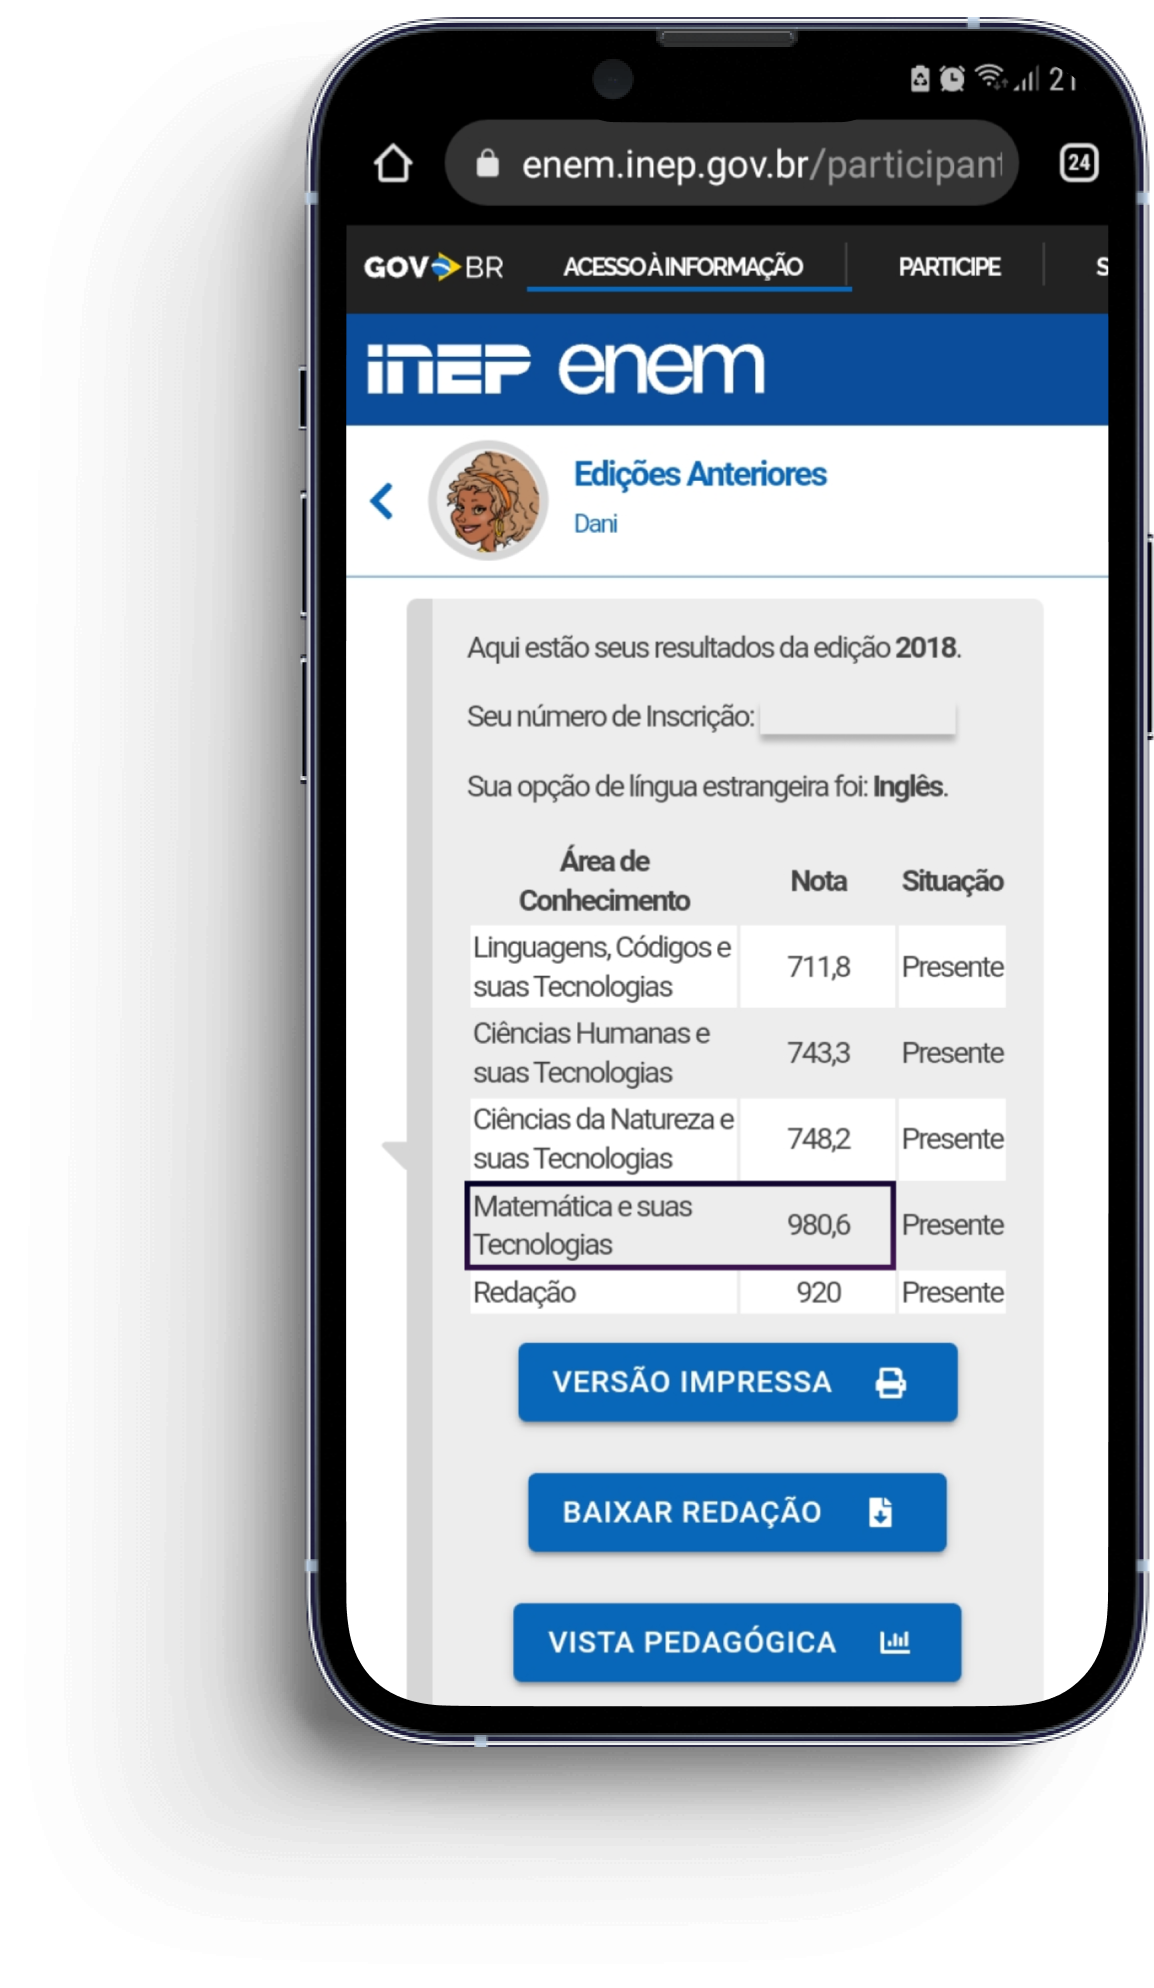 24
enem.inep.gov.br/participant
GOV BR ACESSO À INFORMAÇÃO PARTICIPE S
inep enem
Edições Anteriores
Dani
Aqui estão seus resultados da edição 2018.
Seu número de Inscrição:
Sua opção de língua estrangeira foi: Inglês.
Área de
Conhecimento
Nota
Situação
Linguagens, Códigos e
suas Tecnologias
711,8
Presente
Ciências Humanas e
suas Tecnologias
743,3
Presente
Ciências da Natureza e
suas Tecnologias
748,2
Presente
Matemática e suas
Tecnologias
980,6
Presente
Redação 920 Presente
VERSÃO IMPRESSA
BAIXAR REDAÇÃO
VISTA PEDAGÓGICA